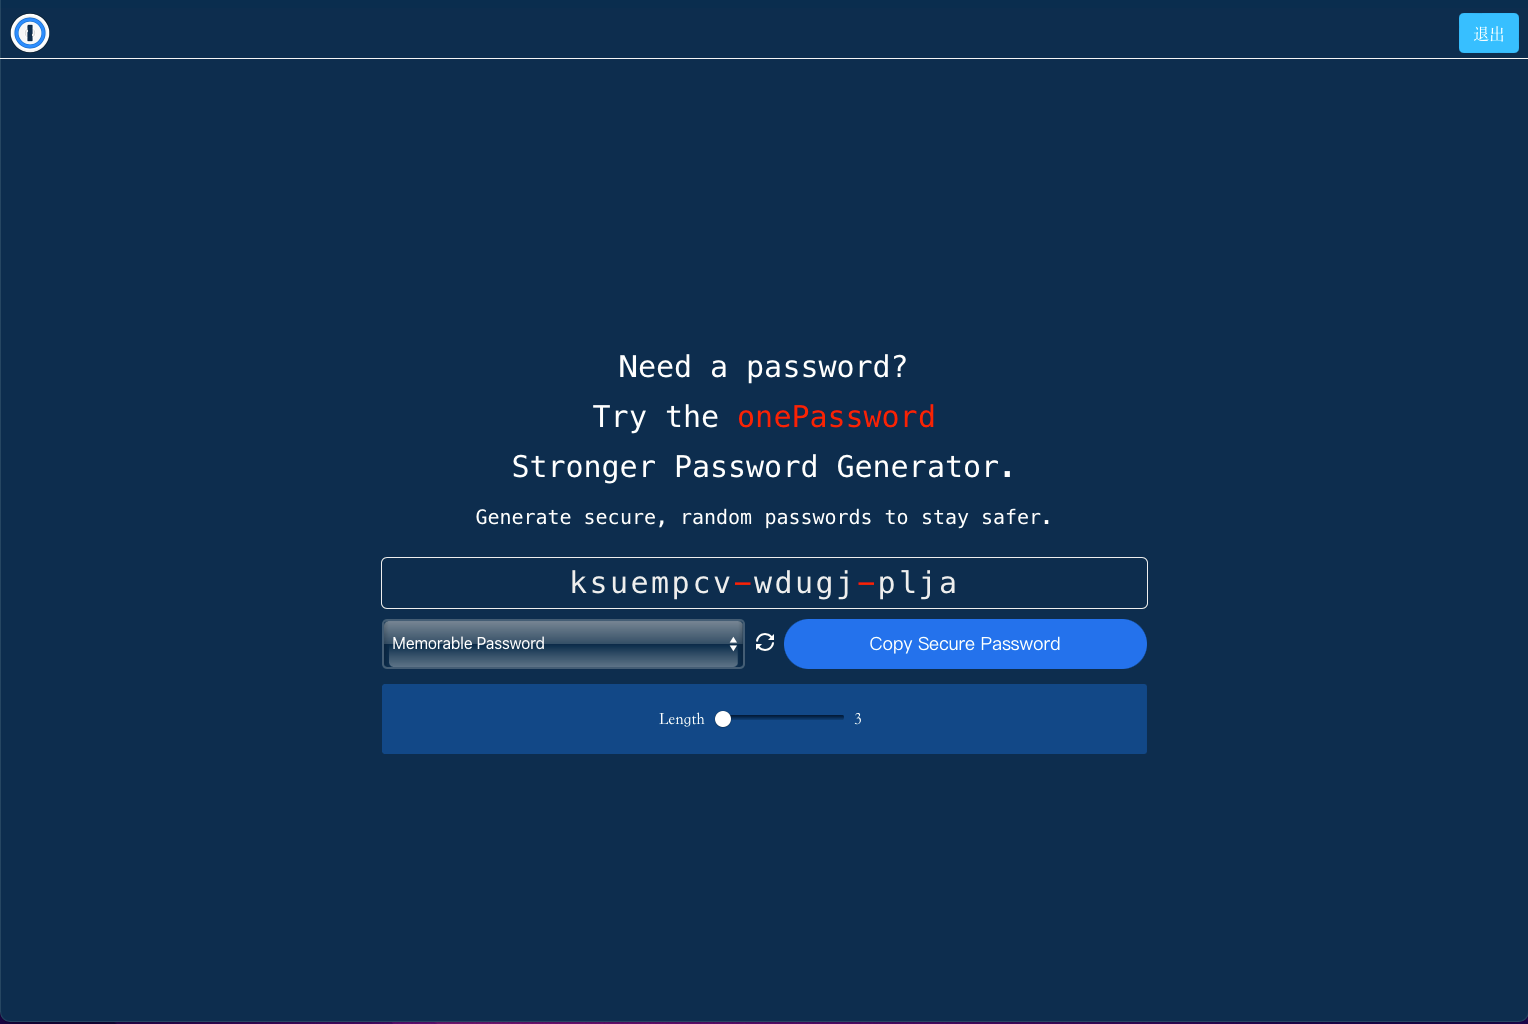 退出
Need a password?
Try the onePassword
Stronger Password Generator.
Generate secure, random passwords to stay safer.
ksuempcv-wdugj-plja
Memorable Password
Copy Secure Password
Length 3